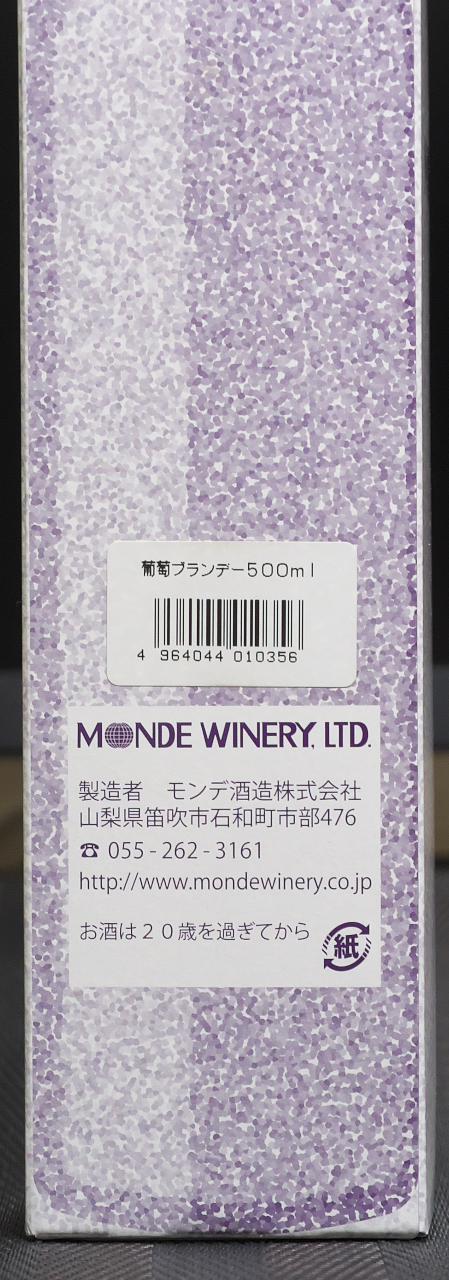 葡萄ブランデー500ml
4 964044 010356
MONDE WINERY, LTD.
製造者 モンデ酒造株式会社
山梨県笛吹市石和町市部476
☎ 055-262-3161
http://www.mondewinery.co.jp
お酒は20歳を過ぎてから
紙